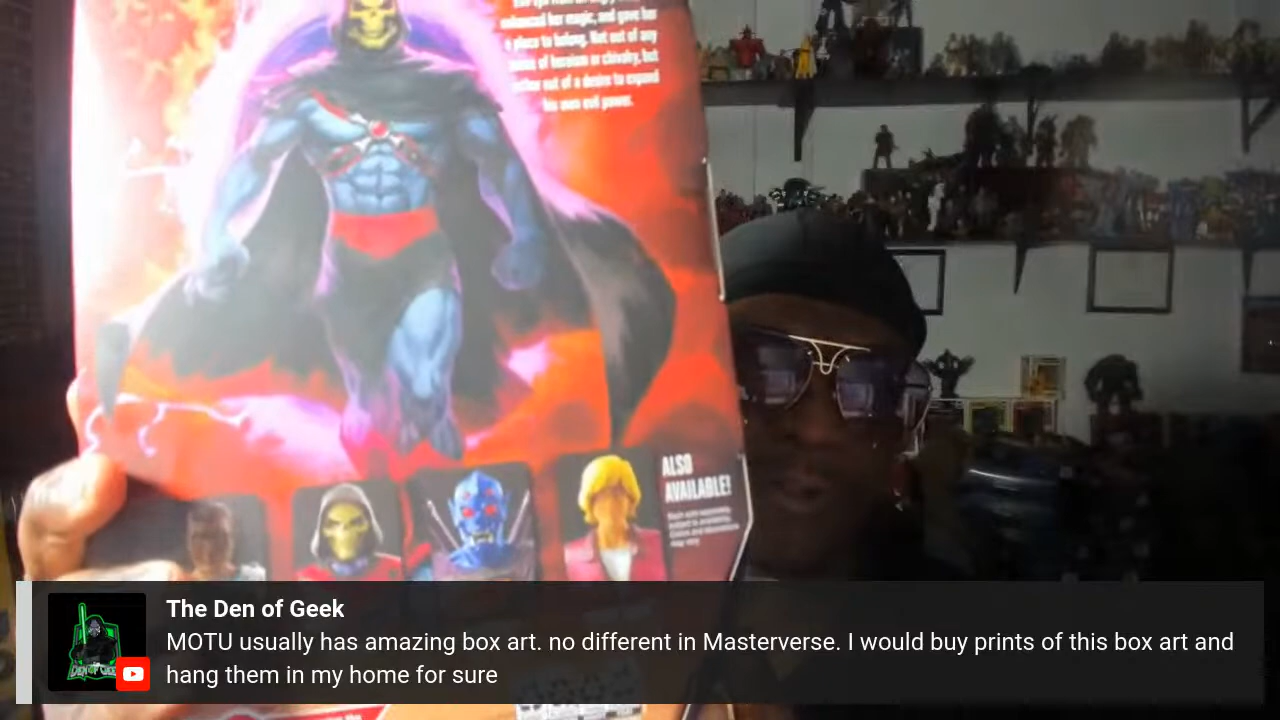 enhanced her magic, and gave her
a place to belong. Not out of any
sense of heroism or chivalry, but
rather out of a desire to expand
his own evil power.
ALSO
AVAILABLE!
The Den of Geek
MOTU usually has amazing box art. no different in Masterverse. I would buy prints of this box art and
hang them in my home for sure